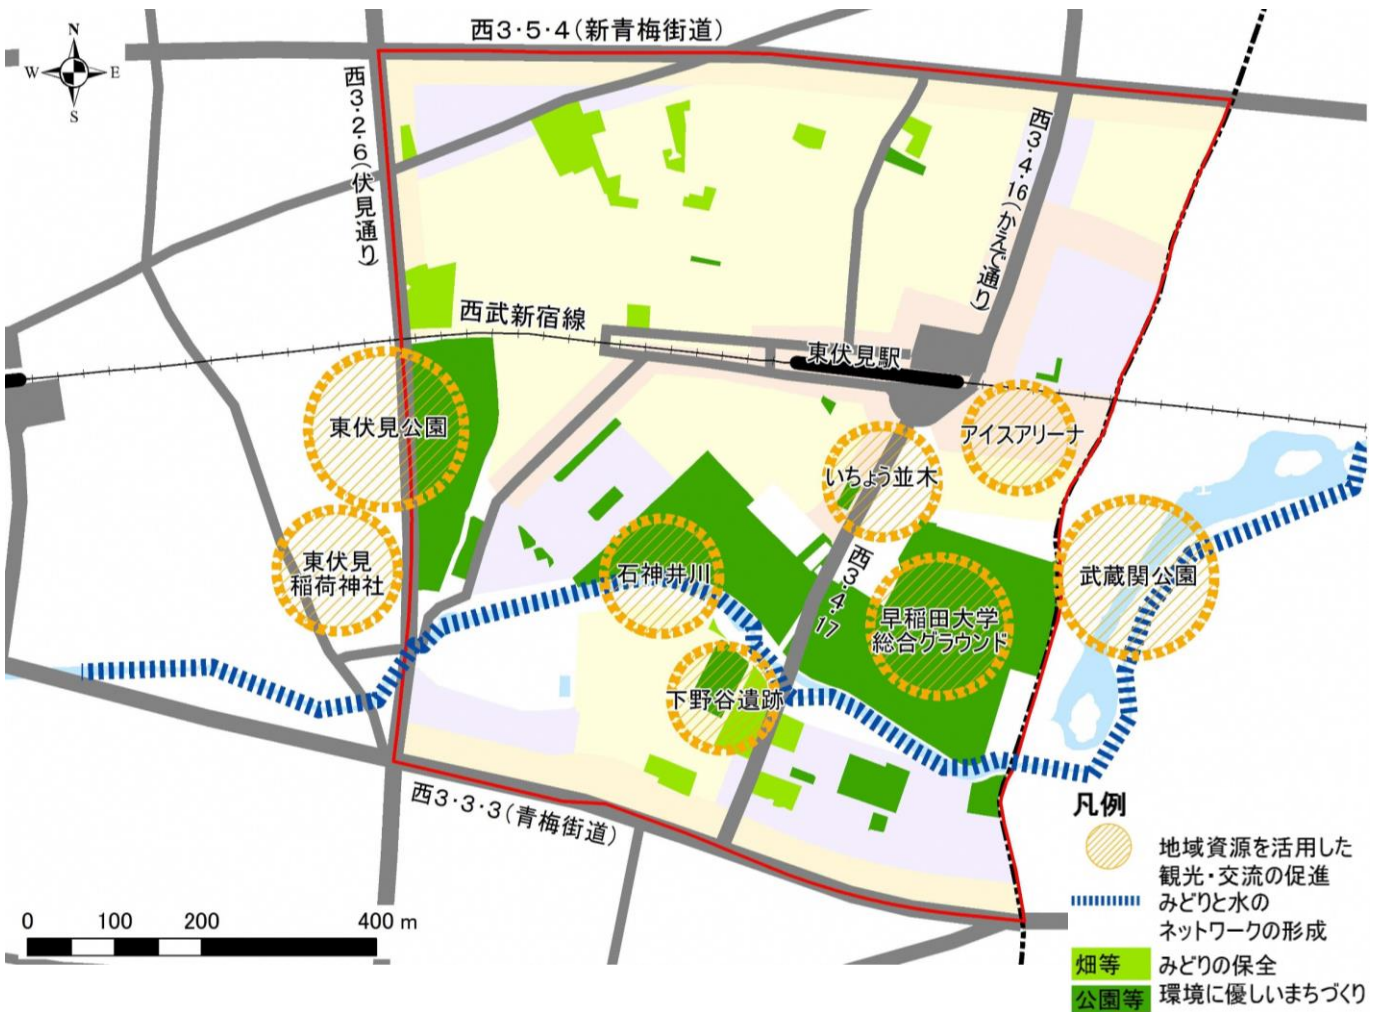 西3･5･4(新青梅街道)
N
W
E
S
西3･2･6(伏見通り)
西3･4･16(かえで通り)
西武新宿線
東伏見駅
東伏見公園
いちょう並木
アイスアリーナ
東伏見
稲荷神社
石神井川
西3･4･17
早稲田大学
総合グラウンド
武蔵関公園
下野谷遺跡
西3･3･3(青梅街道)
0 100 200 400 m
凡例
地域資源を活用した
観光・交流の促進
みどりと水の
ネットワークの形成
畑等 みどりの保全
公園等 環境に優しいまちづくり